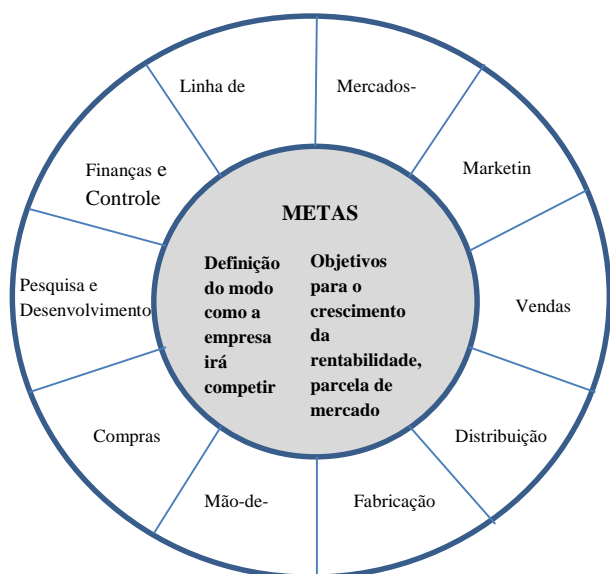 Linha de
Mercados-
Marketin
Vendas
Distribuição
Fabricação
Mão-de-
Compras
Pesquisa e
Desenvolvimento
Finanças e
Controle
METAS
Definição
do modo
como a
empresa
irá
competir
Objetivos
para o
crescimento
da
rentabilidade,
parcela de
mercado